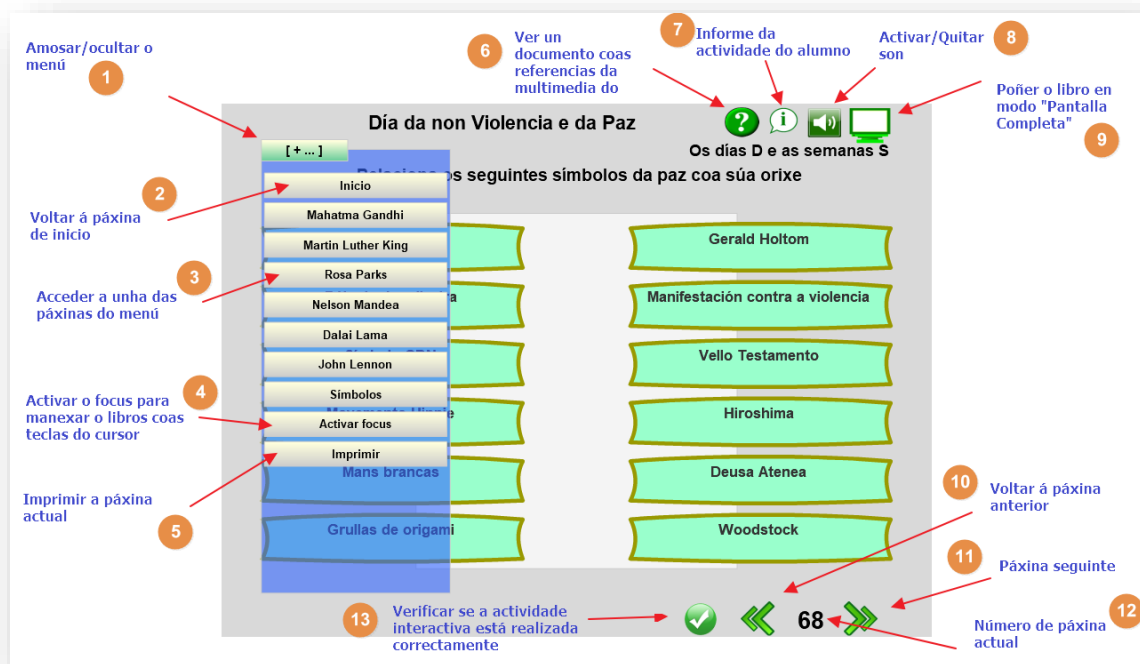 Amosar/ocultar o
menú
1
6
Ver un
documento coas
referencias da
multimedia do
7
Informe da
actividade do alumno
Activar/Quitar
son
8
Poñer o libro en
modo "Pantalla
Completa"
9
Día da non Violencia e da Paz
?
i
Os días D e as semanas S
[ + ... ]
Relaciona os seguintes símbolos da paz coa súa orixe
2
Voltar á páxina
de inicio
3
Acceder a unha das
páxinas do menú
4
Activar o focus para
manexar o libros coas
teclas do cursor
Imprimir a páxina
actual
5
Inicio
Mahatma Gandhi
Martin Luther King
Rosa Parks
Nelson Mandea
Dalai Lama
John Lennon
Símbolos
Activar focus
Imprimir
Movemento Hippie
Mans brancas
Grullas de origami
Gerald Holtom
Manifestación contra a violencia
Vello Testamento
Hiroshima
Deusa Atenea
Woodstock
10
Voltar á páxina
anterior
11
Páxina seguinte
12
Número de páxina
actual
13
Verificar se a actividade
interactiva está realizada
correctamente
68